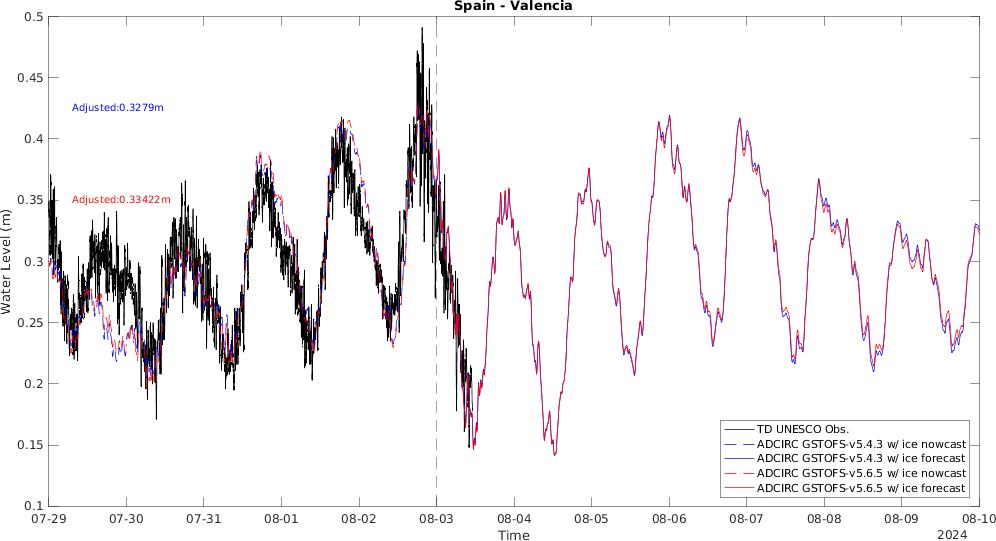 Spain - Valencia
0.5
0.45
0.4
0.35
0.3
0.25
0.2
0.15
0.1
Water Level (m)
Adjusted:0.3279m
Adjusted:0.33422m
TD UNESCO Obs.
ADCIRC GSTOFS-v5.4.3 w/ ice nowcast
ADCIRC GSTOFS-v5.4.3 w/ ice forecast
ADCIRC GSTOFS-v5.6.5 w/ ice nowcast
ADCIRC GSTOFS-v5.6.5 w/ ice forecast
07-29 07-30 07-31 08-01 08-02 08-03 08-04 08-05 08-06 08-07 08-08 08-09 08-10
Time
2024